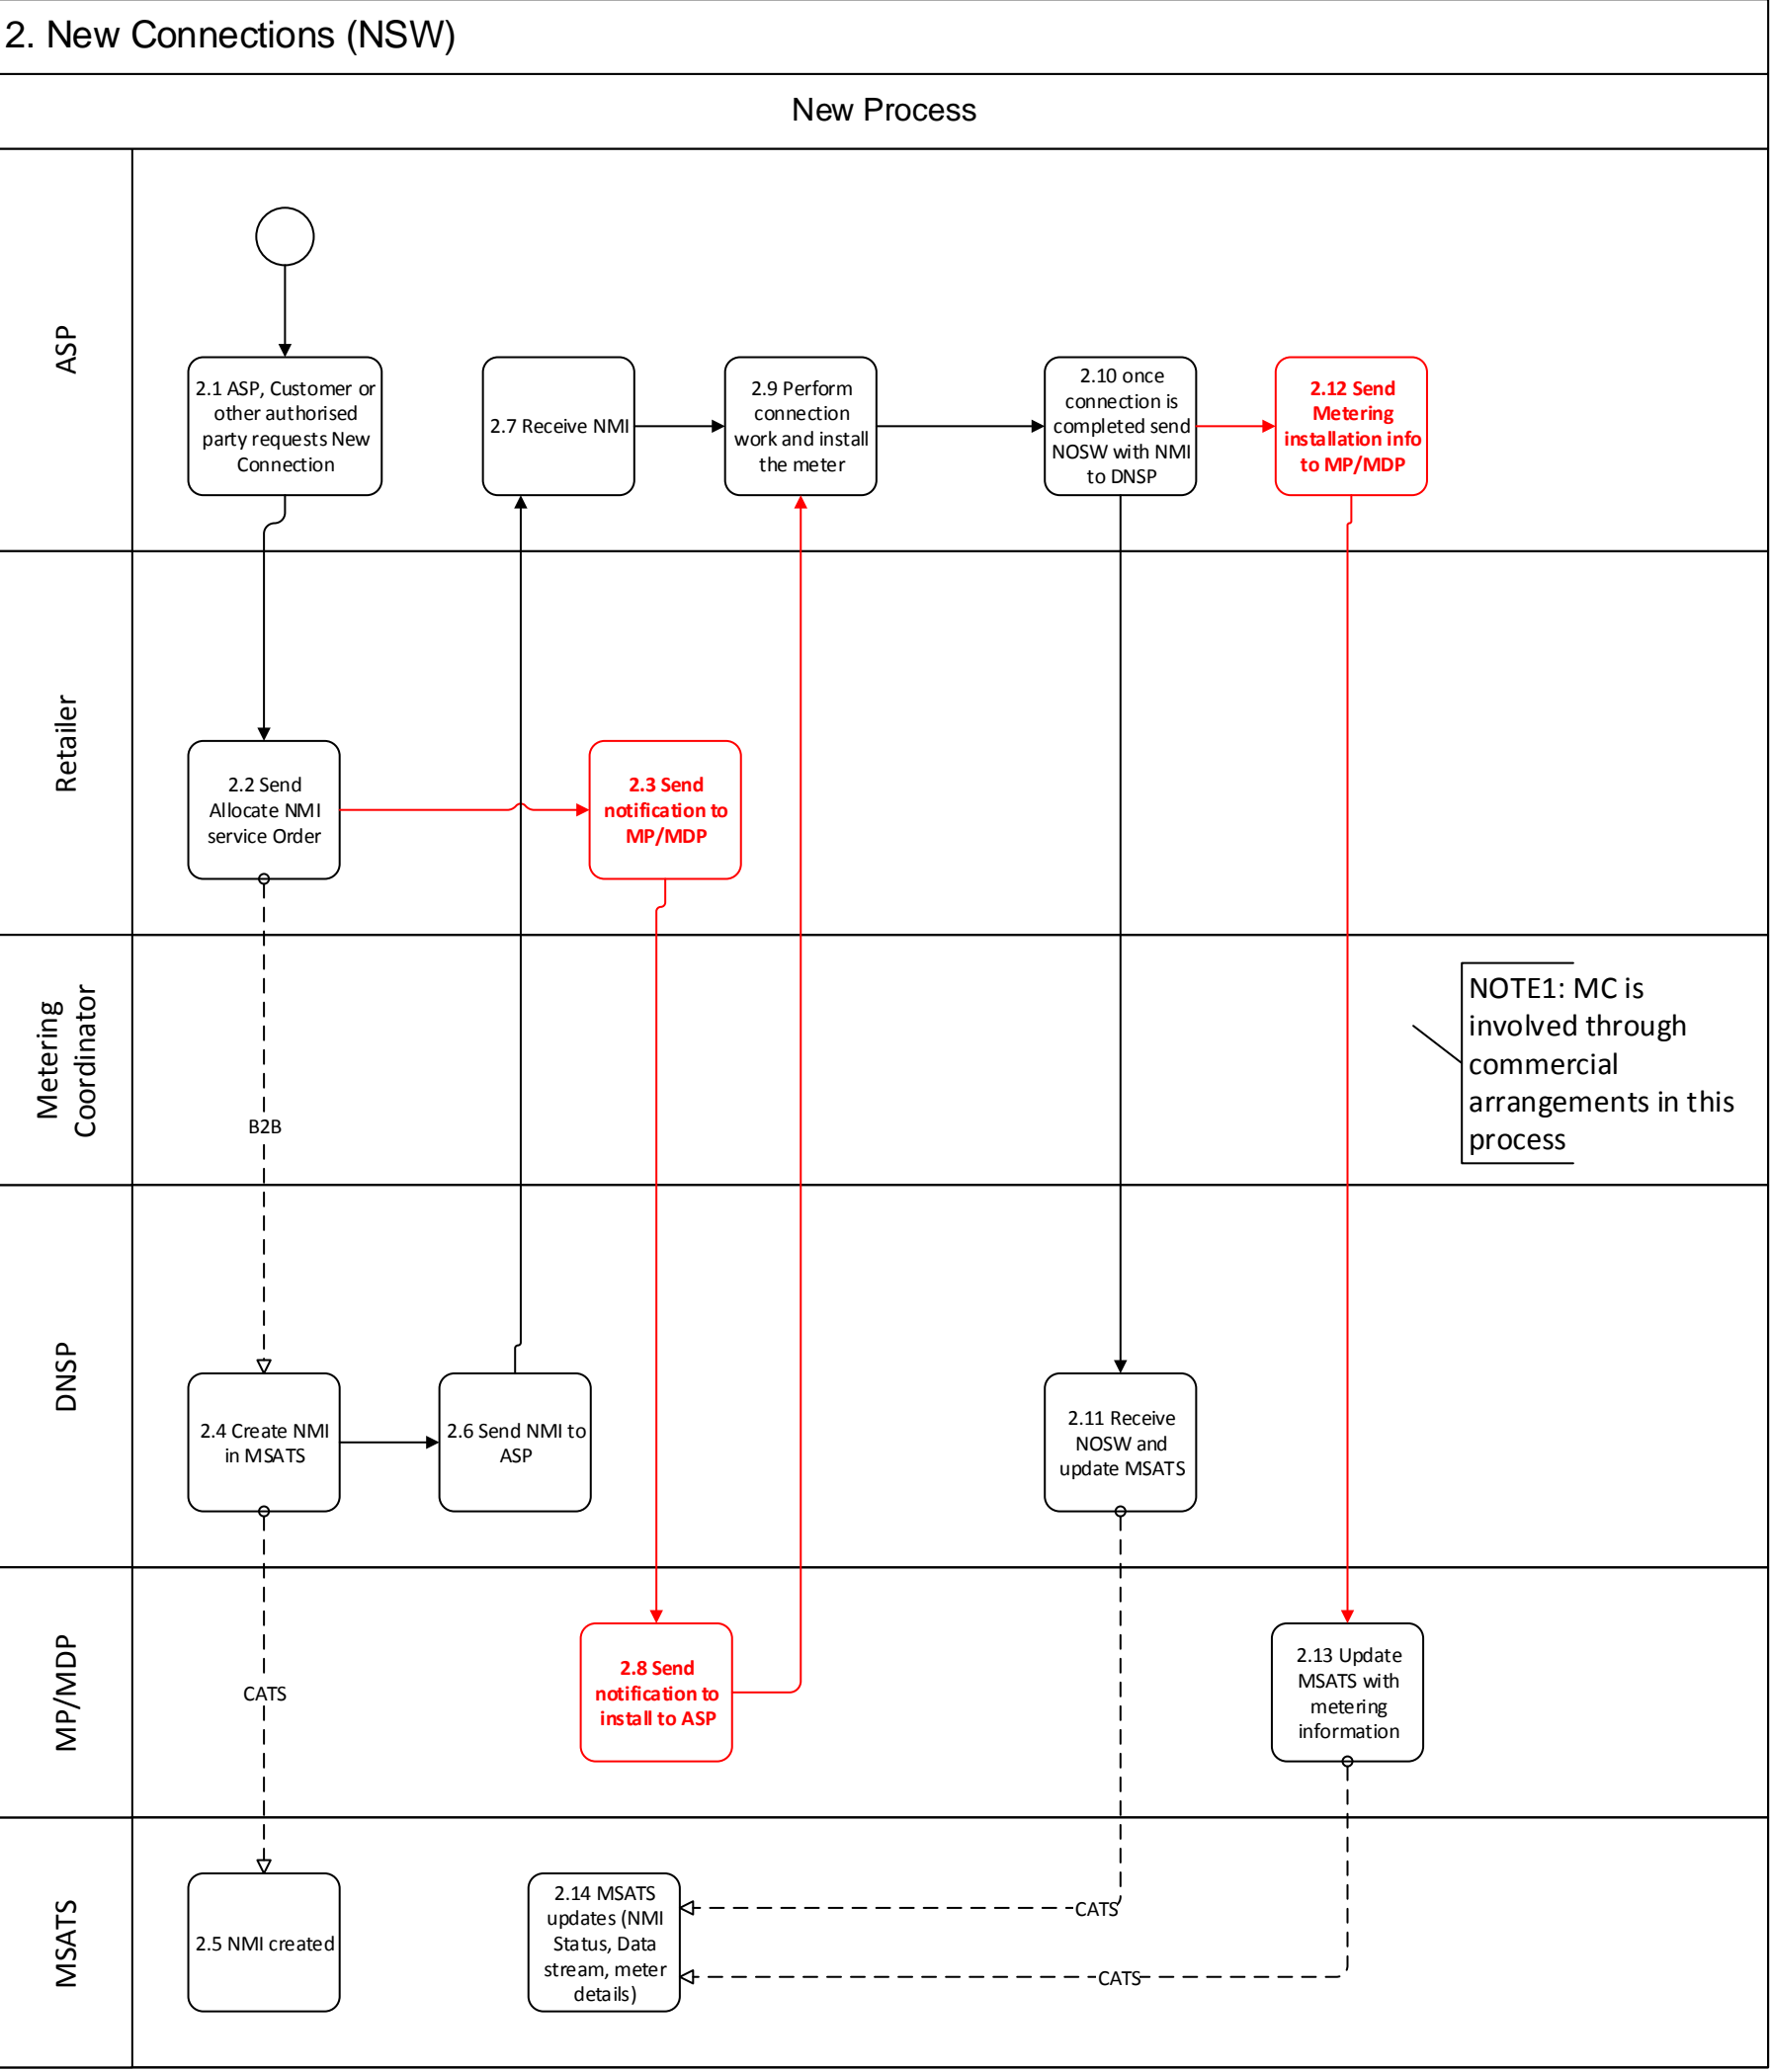 2. New Connections (NSW)
New Process
ASP
2.1 ASP, Customer or
other authorised
party requests New
Connection
2.7 Receive NMI
2.9 Perform
connection
work and install
the meter
2.10 once
connection is
completed send
NOSW with NMI
to DNSP
2.12 Send
Metering
installation info
to MP/MDP
Retailer
2.2 Send
Allocate NMI
service Order
2.3 Send
notification to
MP/MDP
Metering
Coordinator
B2B
NOTE1: MC is
involved through
commercial
arrangements in this
process
DNSP
2.4 Create NMI
in MSATS
2.6 Send NMI to
ASP
2.11 Receive
NOSW and
update MSATS
MP/MDP
CATS
2.8 Send
notification to
install to ASP
2.13 Update
MSATS with
metering
information
MSATS
2.5 NMI created
2.14 MSATS
updates (NMI
Status, Data
stream, meter
details)
CATS
CATS